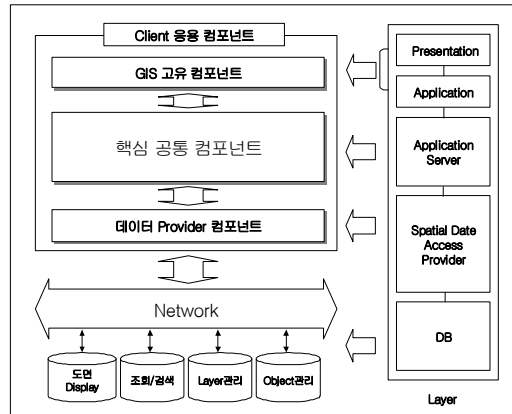 Client 응용 컴포넌트
GIS 고유 컴포넌트
핵심 공통 컴포넌트
데이터 Provider 컴포넌트
Network
도면
Display
조회/검색
Layer관리
Object관리
Presentation
Application
Application
Server
Spatial Date
Access
Provider
DB
Layer